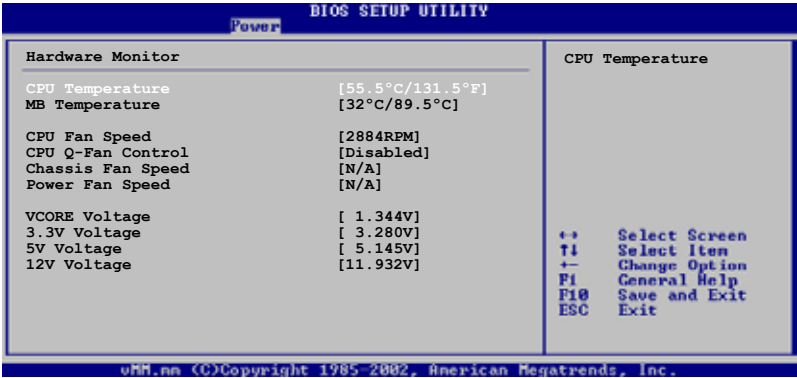 BIOS SETUP UTILITY
Power
Hardware Monitor
CPU Temperature [55.5°C/131.5°F]
MB Temperature [32°C/89.5°C]
CPU Fan Speed [2884RPM]
CPU Q-Fan Control [Disabled]
Chassis Fan Speed [N/A]
Power Fan Speed [N/A]
VCORE Voltage [ 1.344V]
3.3V Voltage [ 3.280V]
5V Voltage [ 5.145V]
12V Voltage [11.932V]
CPU Temperature
↔ Select Screen
↑↓ Select Item
+- Change Option
F1 General Help
F10 Save and Exit
ESC Exit
vMM.mm (C)Copyright 1985-2002, American Megatrends, Inc.